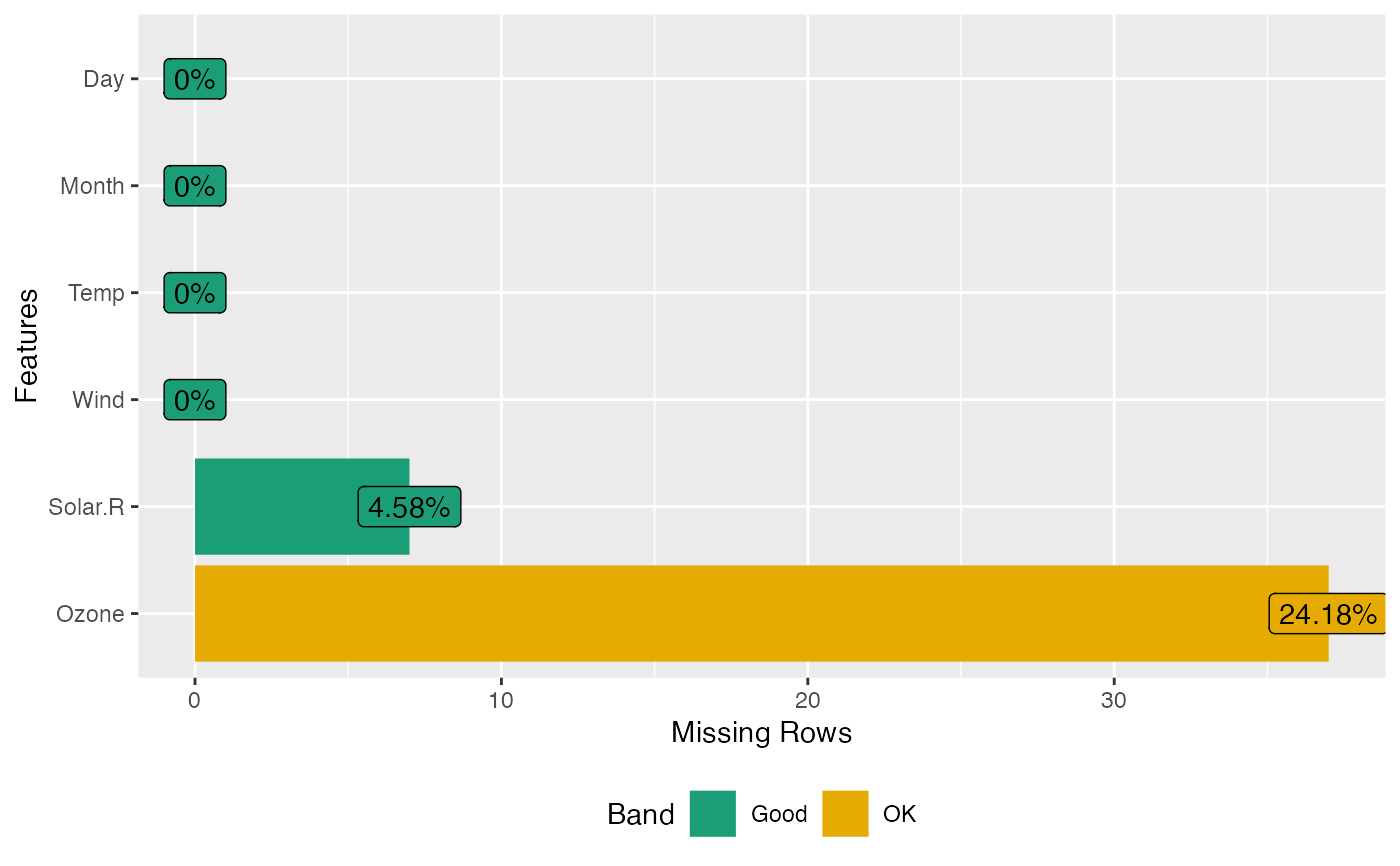 Features
Day 0%
Month 0%
Temp 0%
Wind 0%
Solar.R 4.58%
Ozone 24.18%
0 10 20 30
Missing Rows
Band Good OK